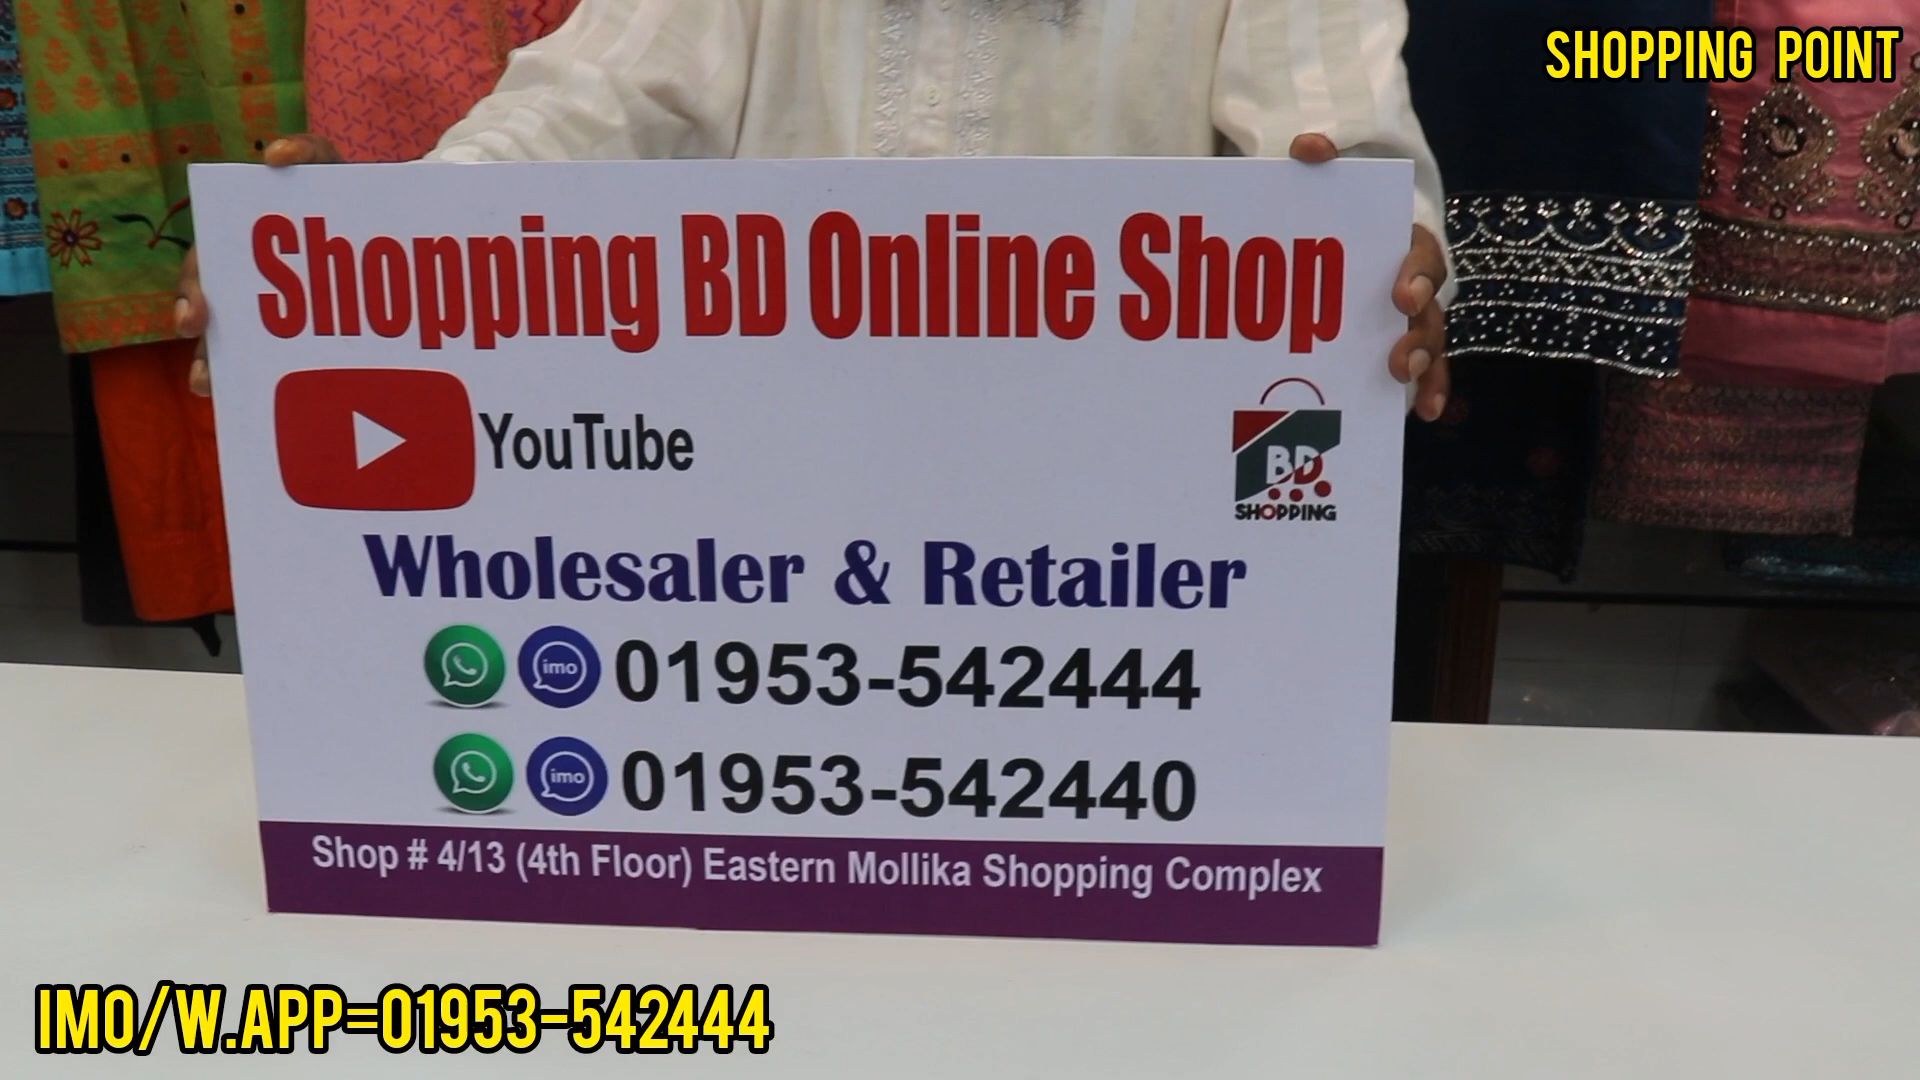 SHOPPING POINT
Shopping BD Online Shop
YouTube
BD
SHOPPING
Wholesaler & Retailer
imo 01953-542444
imo 01953-542440
Shop # 4/13 (4th Floor) Eastern Mollika Shopping Complex
IMO/W.APP=01953-542444